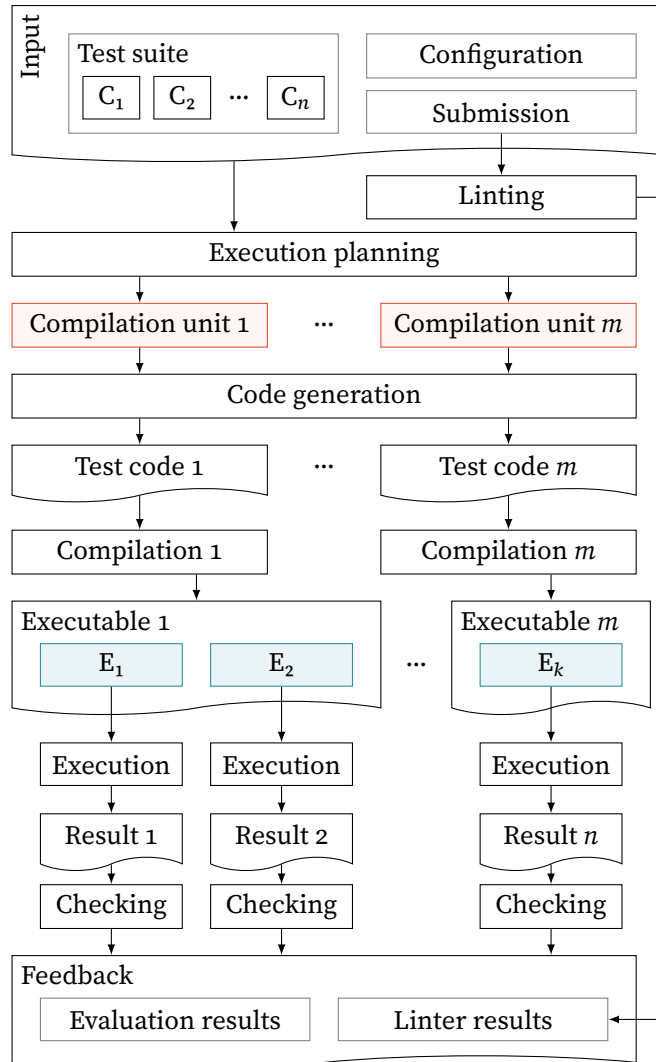 Input
Test suite
C₁ C₂ ... Cₙ
Configuration
Submission
Linting
Execution planning
Compilation unit 1 ... Compilation unit m
Code generation
Test code 1 ... Test code m
Compilation 1 Compilation m
Executable 1 Executable m
E₁ E₂ ... Eₖ
Execution Execution Execution
Result 1 Result 2 Result n
Checking Checking Checking
Feedback
Evaluation results Linter results